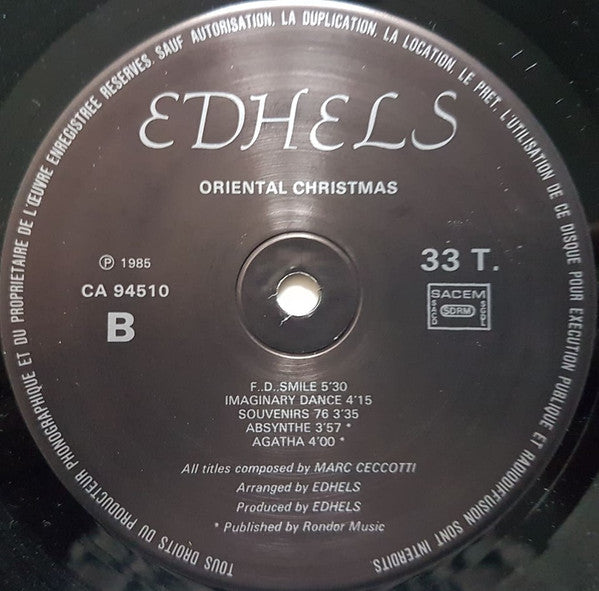 TOUS DROITS DU PRODUCTEUR PHONOGRAPHIQUE ET DU PROPRIETAIRE DE L'ŒUVRE ENREGISTREE RESERVES. SAUF AUTORISATION, LA DUPLICATION, LA LOCATION, LE PRET, L'UTILISATION DE CE DISQUE POUR EXECUTION PUBLIQUE ET RADIODIFFUSION SONT INTERDITS
EDHELS
ORIENTAL CHRISTMAS
℗ 1985
33 T.
CA 94510
B
SACEM
SACD SDRM SGDL
F..D..SMILE 5'30
IMAGINARY DANCE 4'15
SOUVENIRS 76 3'35
ABSYNTHE 3'57 *
AGATHA 4'00 *
All titles composed by MARC CECCOTTI
Arranged by EDHELS
Produced by EDHELS
* Published by Rondor Music